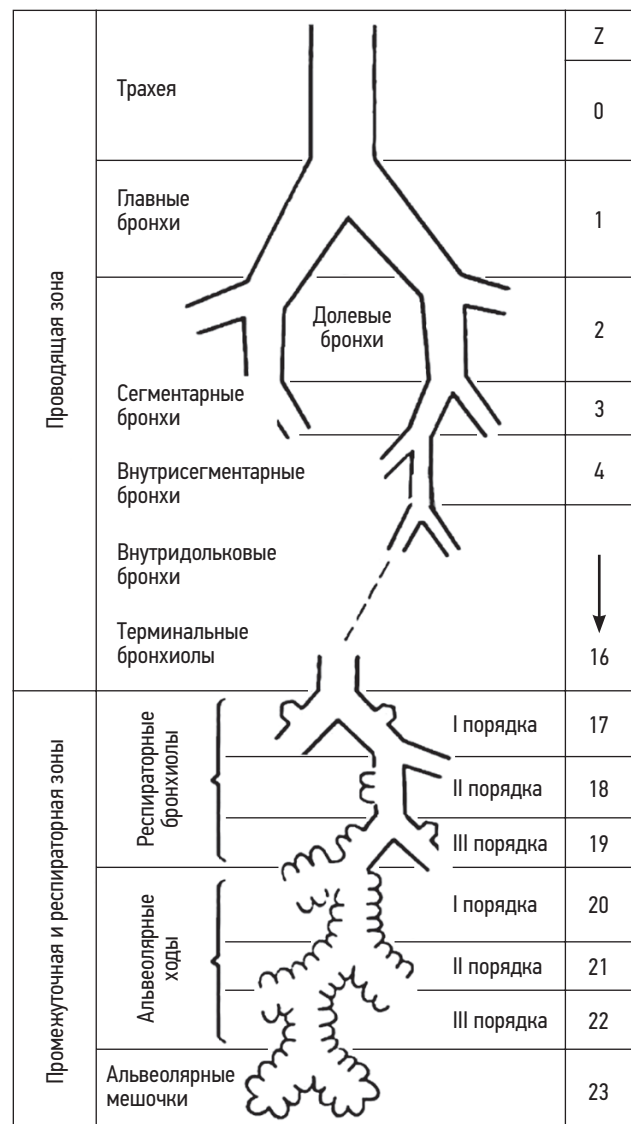 Z
Трахея
0
Главные
бронхи
1
Проводящая зона
Долевые
бронхи
2
Сегментарные
бронхи
3
Внутрисегментарные
бронхи
4
Внутридольковые
бронхи
Терминальные
бронхиолы
16
Промежуточная и респираторная зоны
Респираторные
бронхиолы
I порядка
17
II порядка
18
III порядка
19
Альвеолярные
ходы
I порядка
20
II порядка
21
III порядка
22
Альвеолярные
мешочки
23